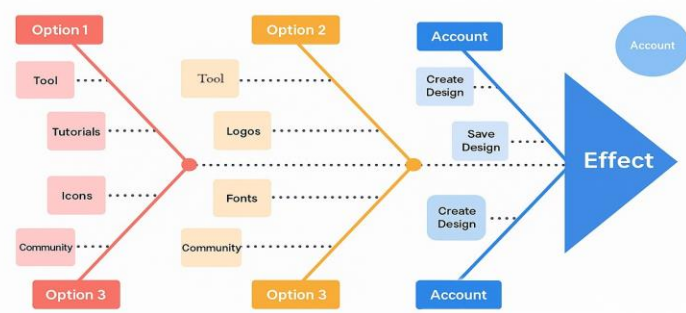 Option 1
Option 2
Account
Account
Tool
Tool
Create
Design
Tutorials
Logos
Save
Design
Effect
Icons
Fonts
Create
Design
Community
Community
Option 3
Option 3
Account